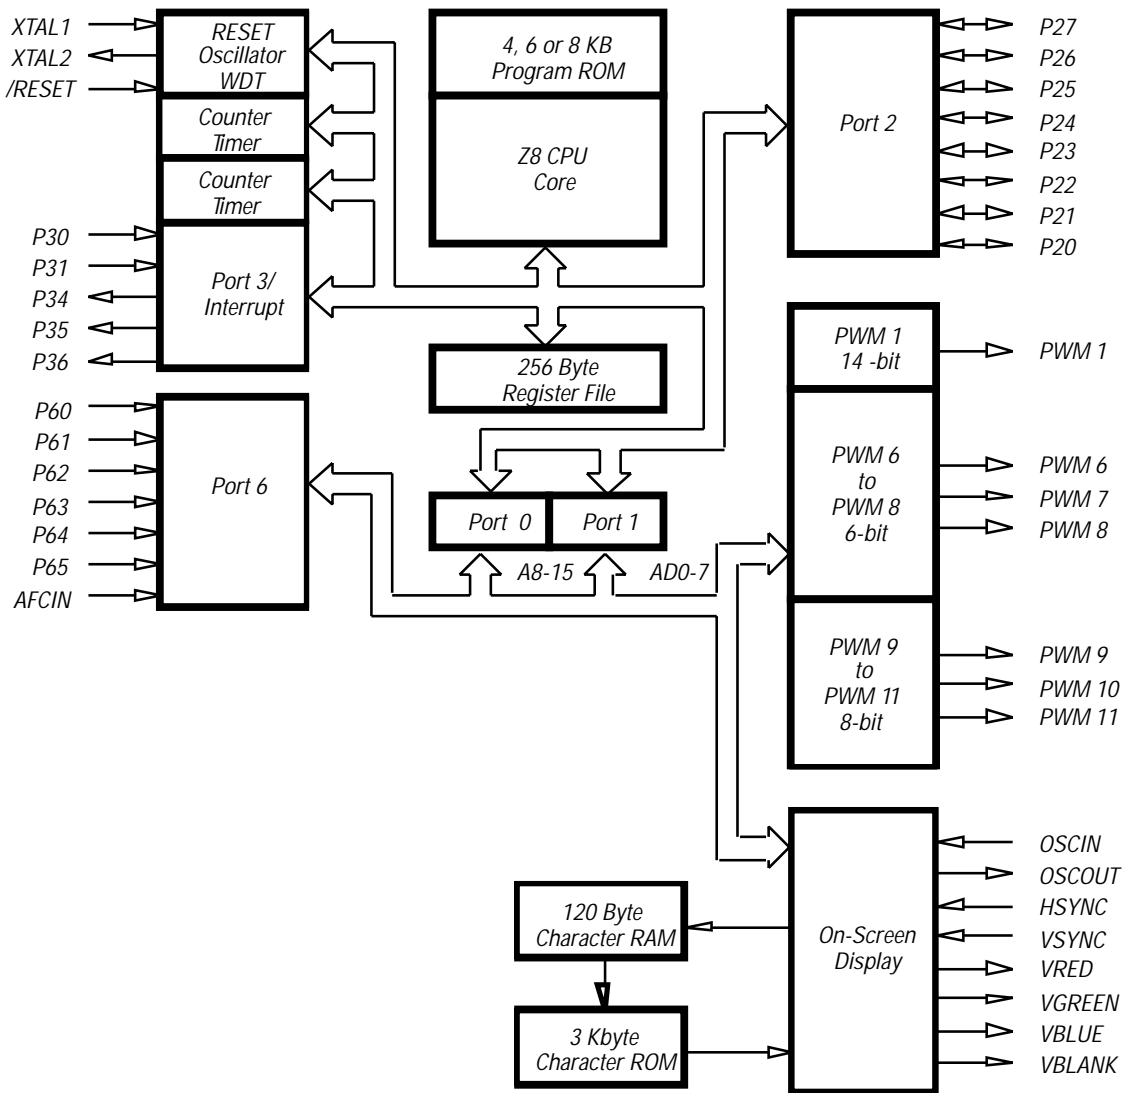 XTAL1
XTAL2
/RESET
RESET
Oscillator
WDT
Counter
Timer
Counter
Timer
P30
P31
P34
P35
P36
Port 3/
Interrupt
P60
P61
P62
P63
P64
P65
AFCIN
Port 6
4, 6 or 8 KB
Program ROM
Z8 CPU
Core
256 Byte
Register File
Port 0
Port 1
A8-15
AD0-7
Port 2
P27
P26
P25
P24
P23
P22
P21
P20
PWM 1
14 -bit
PWM 1
PWM 6
to
PWM 8
6-bit
PWM 6
PWM 7
PWM 8
PWM 9
to
PWM 11
8-bit
PWM 9
PWM 10
PWM 11
120 Byte
Character RAM
3 Kbyte
Character ROM
On-Screen
Display
OSCIN
OSCOUT
HSYNC
VSYNC
VRED
VGREEN
VBLUE
VBLANK